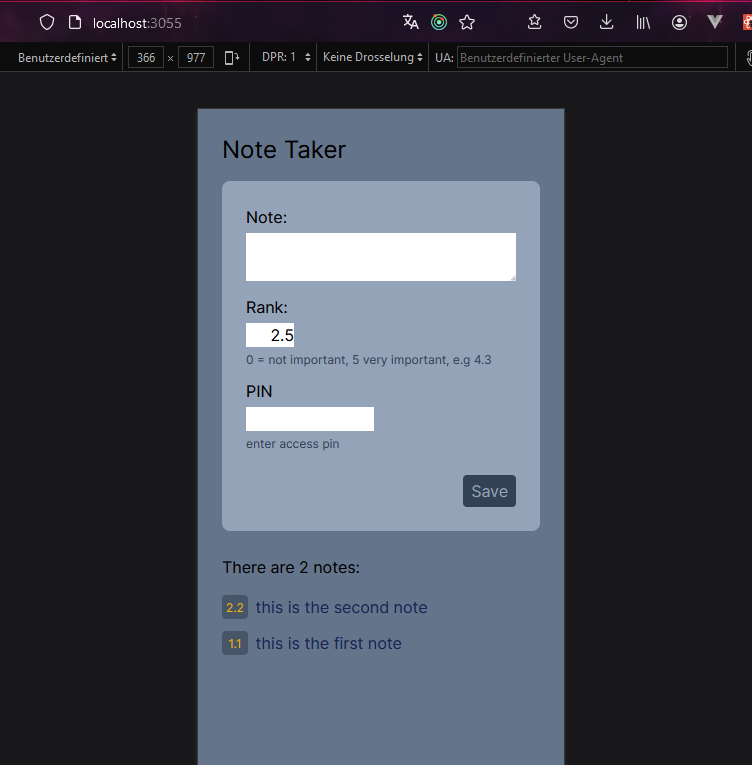 localhost:3055
Benutzerdefiniert 366 × 977 DPR: 1 Keine Drosselung UA: Benutzerdefinierter User-Agent
Note Taker
Note:
Rank:
2.5
0 = not important, 5 very important, e.g 4.3
PIN
enter access pin
Save
There are 2 notes:
2.2 this is the second note
1.1 this is the first note